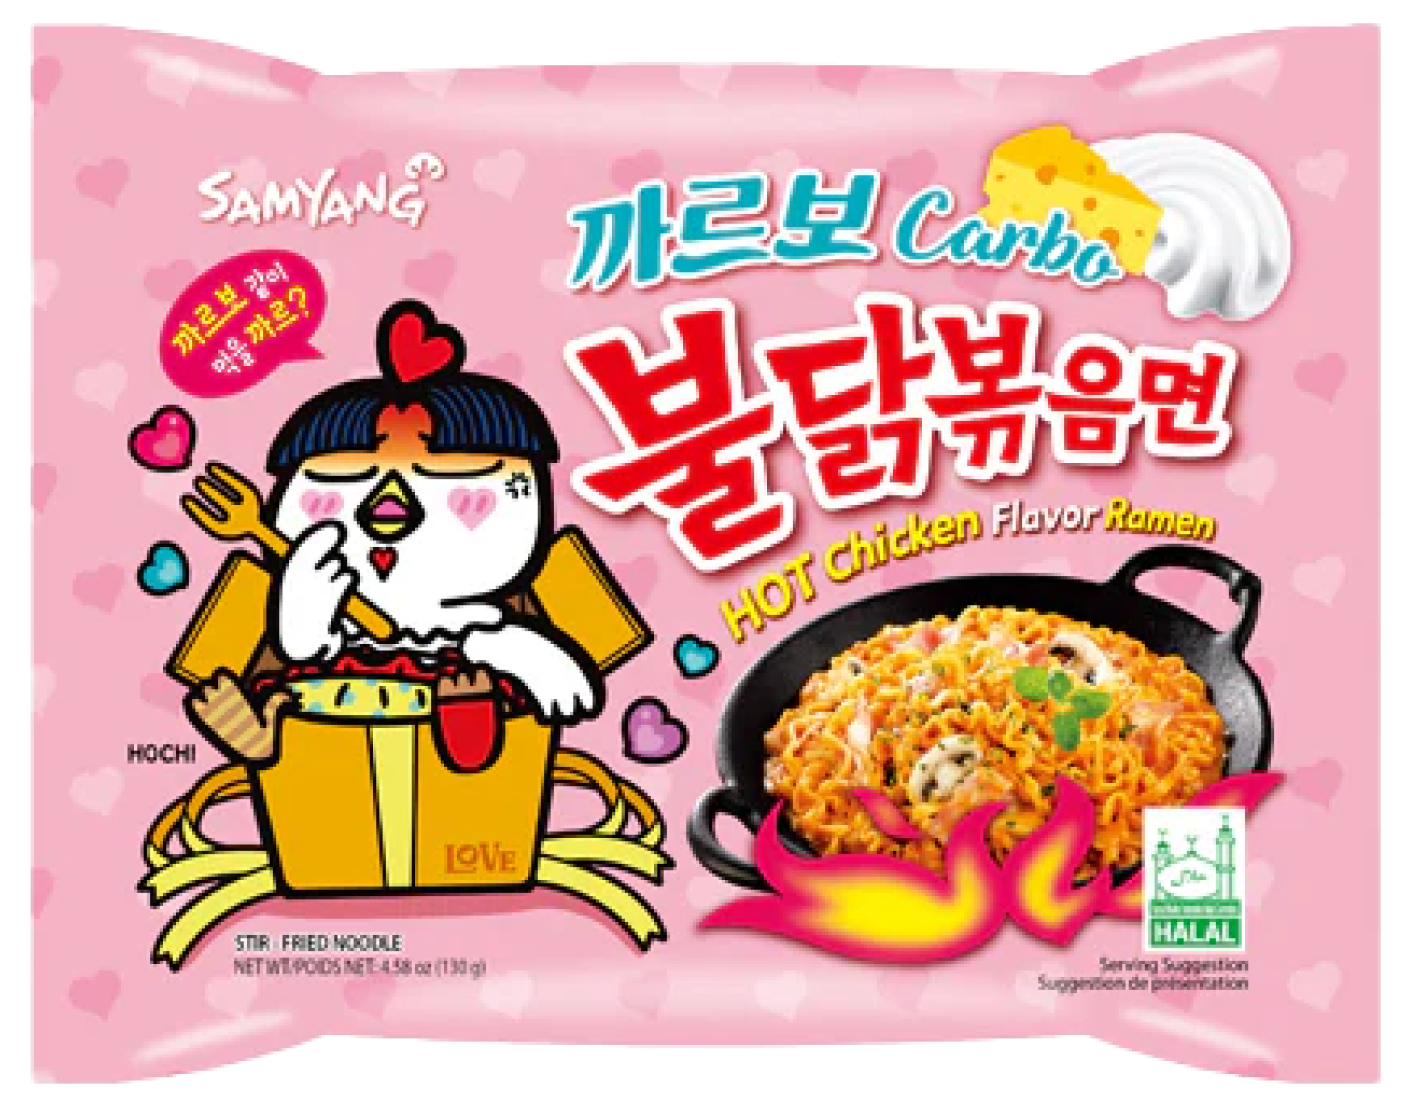 SAMYANG
까르보 같이
먹을 까르?
까르보 Carbo
불닭볶음면
HOT Chicken Flavor Ramen
HOCHI
LOVE
STIR - FRIED NOODLE
NET WT/POIDS NET: 4.58 oz (130 g)
HALAL
Serving Suggestion
Suggestion de présentation